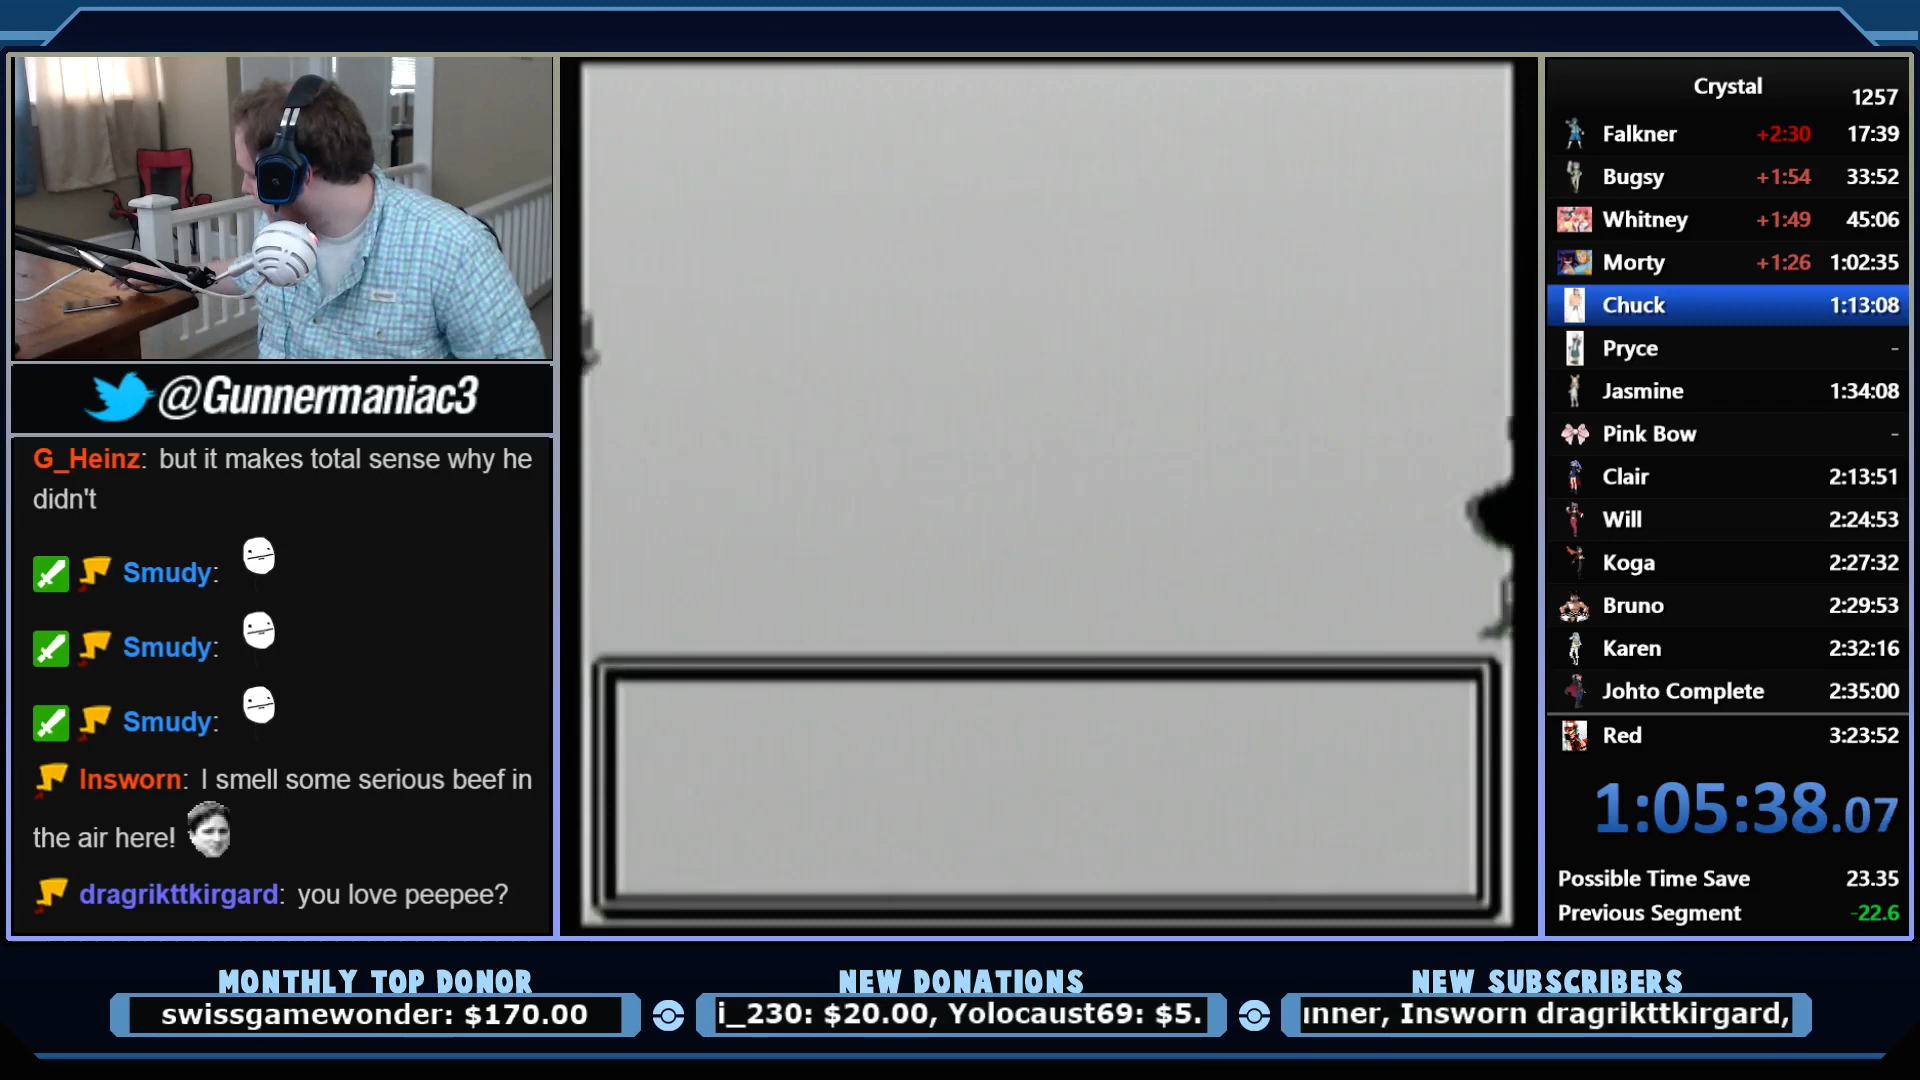 @Gunnermaniac3
G_Heinz: but it makes total sense why he
didn't
Smudy:
Smudy:
Smudy:
Insworn: I smell some serious beef in
the air here!
dragrikttkirgard: you love peepee?
Crystal 1257
Falkner +2:30 17:39
Bugsy +1:54 33:52
Whitney +1:49 45:06
Morty +1:26 1:02:35
Chuck 1:13:08
Pryce -
Jasmine 1:34:08
Pink Bow -
Clair 2:13:51
Will 2:24:53
Koga 2:27:32
Bruno 2:29:53
Karen 2:32:16
Johto Complete 2:35:00
Red 3:23:52
1:05:38.07
Possible Time Save 23.35
Previous Segment -22.6
MONTHLY TOP DONOR
swissgamewonder: $170.00
NEW DONATIONS
i_230: $20.00, Yolocaust69: $5.
NEW SUBSCRIBERS
nner, Insworn dragrikttkirgard,